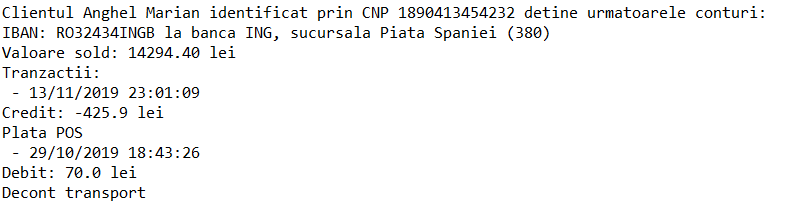 Clientul Anghel Marian identificat prin CNP 1890413454232 detine urmatoarele conturi:
IBAN: RO32434INGB la banca ING, sucursala Piata Spaniei (380)
Valoare sold: 14294.40 lei
Tranzactii:
 - 13/11/2019 23:01:09
Credit: -425.9 lei
Plata POS
 - 29/10/2019 18:43:26
Debit: 70.0 lei
Decont transport